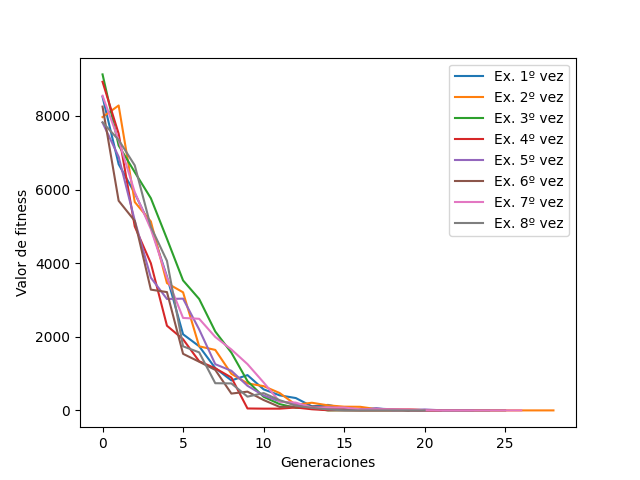 Ex. 1º vez
Ex. 2º vez
Ex. 3º vez
Ex. 4º vez
Ex. 5º vez
Ex. 6º vez
Ex. 7º vez
Ex. 8º vez
Valor de fitness
8000
6000
4000
2000
0
0 5 10 15 20 25
Generaciones